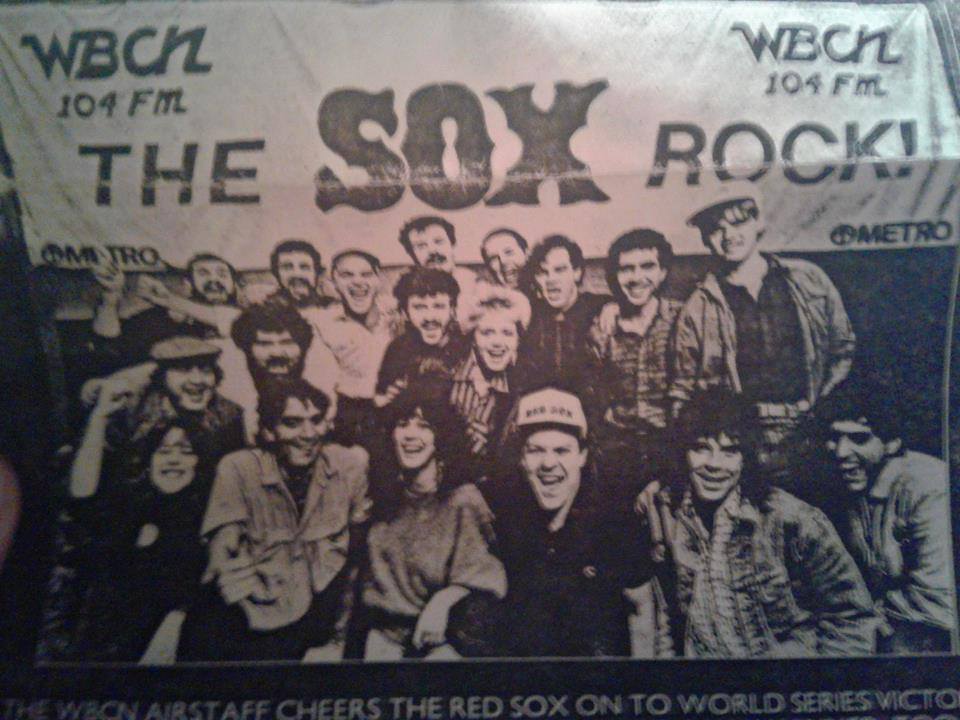 WBCN
104 FM
WBCN
104 FM
THE SOX ROCK!
METRO
METRO
RED SOX
THE WBCN AIRSTAFF CHEERS THE RED SOX ON TO WORLD SERIES VICTO